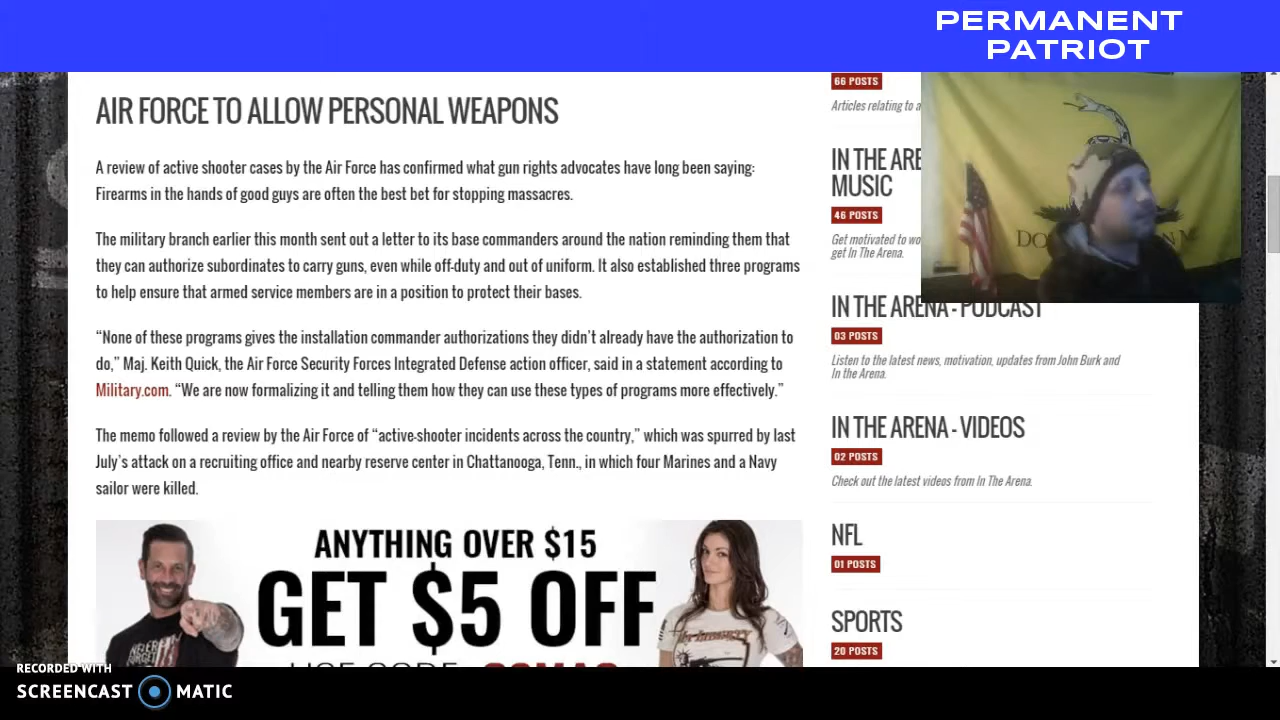 PERMANENT
PATRIOT
AIR FORCE TO ALLOW PERSONAL WEAPONS
A review of active shooter cases by the Air Force has confirmed what gun rights advocates have long been saying:
Firearms in the hands of good guys are often the best bet for stopping massacres.
The military branch earlier this month sent out a letter to its base commanders around the nation reminding them that
they can authorize subordinates to carry guns, even while off-duty and out of uniform. It also established three programs
to help ensure that armed service members are in a position to protect their bases.
“None of these programs gives the installation commander authorizations they didn’t already have the authorization to
do,” Maj. Keith Quick, the Air Force Security Forces Integrated Defense action officer, said in a statement according to
Military.com. “We are now formalizing it and telling them how they can use these types of programs more effectively.”
The memo followed a review by the Air Force of “active-shooter incidents across the country,” which was spurred by last
July’s attack on a recruiting office and nearby reserve center in Chattanooga, Tenn., in which four Marines and a Navy
sailor were killed.
ANYTHING OVER $15
GET $5 OFF
66 POSTS
Articles relating to a
IN THE ARE
MUSIC
46 POSTS
Get motivated to wo
get In The Arena.
IN THE ARENA - PODCAST
03 POSTS
Listen to the latest news, motivation, updates from John Burk and
In the Arena.
IN THE ARENA - VIDEOS
02 POSTS
Check out the latest videos from In The Arena.
NFL
01 POSTS
SPORTS
20 POSTS
RECORDED WITH
SCREENCAST MATIC